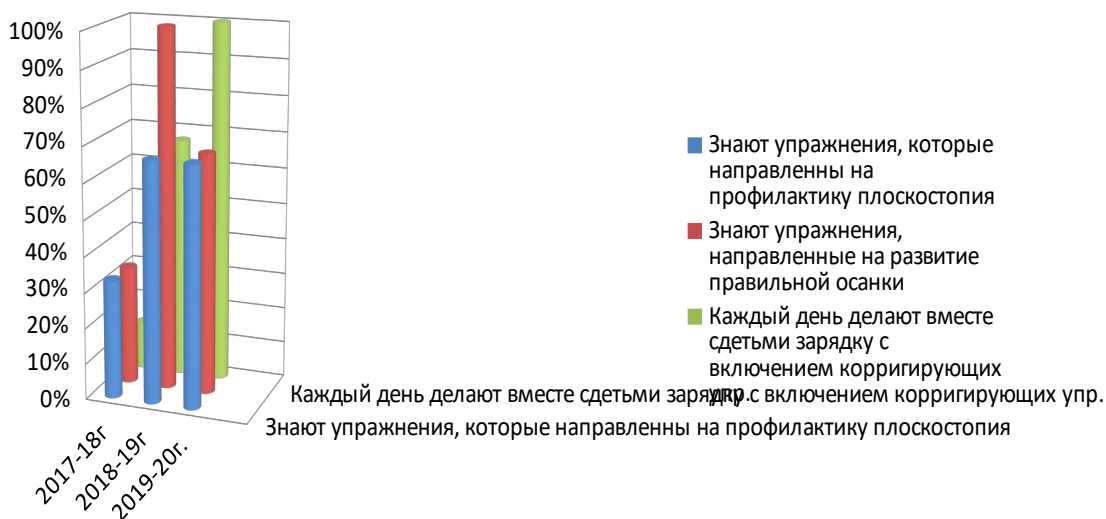 100%
90%
80%
70%
60%
50%
40%
30%
20%
10%
0%
2017-18г
2018-19г
2019-20г.
Знают упражнения, которые
направленны на
профилактику плоскостопия
Знают упражнения,
направленные на развитие
правильной осанки
Каждый день делают вместе
сдетьми зарядку с
включением корригирующих
упр.
Каждый день делают вместе сдетьми зарядку с включением корригирующих упр.
Знают упражнения, которые направленны на профилактику плоскостопия